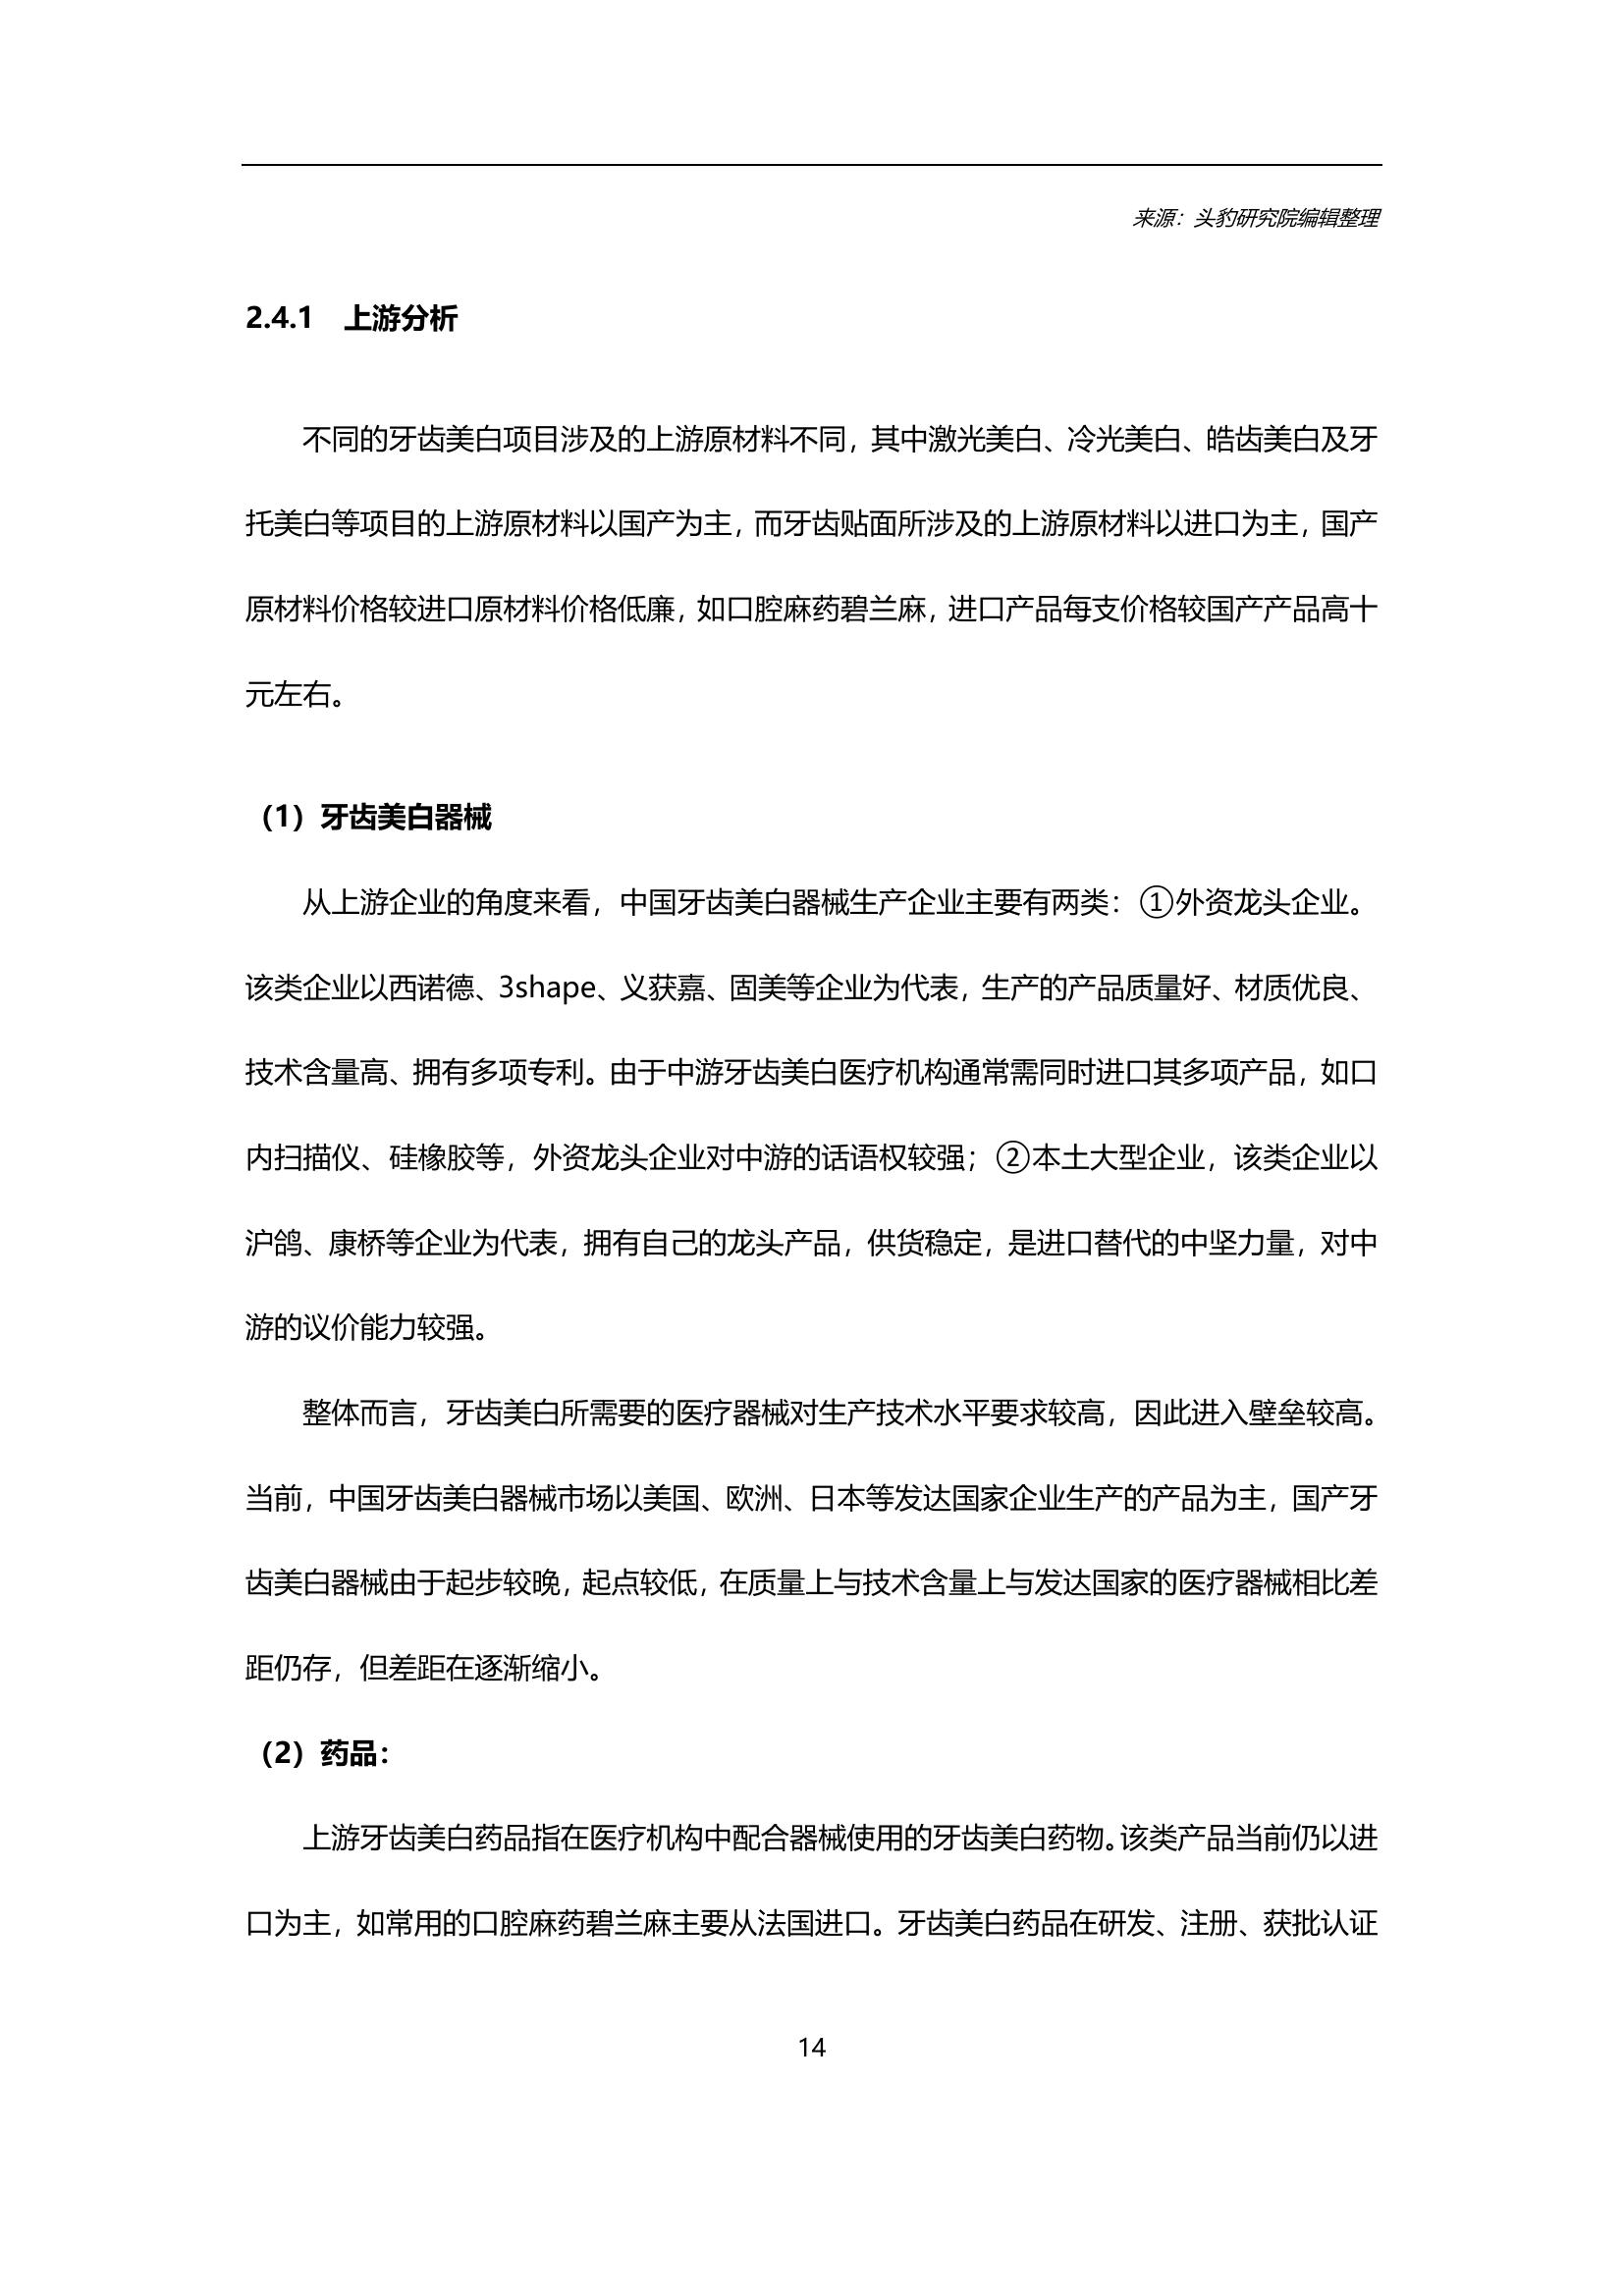 来源：头豹研究院编辑整理
2.4.1 上游分析
不同的牙齿美白项目涉及的上游原材料不同，其中激光美白、冷光美白、皓齿美白及牙
托美白等项目的上游原材料以国产为主，而牙齿贴面所涉及的上游原材料以进口为主，国产
原材料价格较进口原材料价格低廉，如口腔麻药碧兰麻，进口产品每支价格较国产产品高十
元左右。
（1）牙齿美白器械
从上游企业的角度来看，中国牙齿美白器械生产企业主要有两类：①外资龙头企业。
该类企业以西诺德、3shape、义获嘉、固美等企业为代表，生产的产品质量好、材质优良、
技术含量高、拥有多项专利。由于中游牙齿美白医疗机构通常需同时进口其多项产品，如口
内扫描仪、硅橡胶等，外资龙头企业对中游的话语权较强；②本土大型企业，该类企业以
沪鸽、康桥等企业为代表，拥有自己的龙头产品，供货稳定，是进口替代的中坚力量，对中
游的议价能力较强。
整体而言，牙齿美白所需要的医疗器械对生产技术水平要求较高，因此进入壁垒较高。
当前，中国牙齿美白器械市场以美国、欧洲、日本等发达国家企业生产的产品为主，国产牙
齿美白器械由于起步较晚，起点较低，在质量上与技术含量上与发达国家的医疗器械相比差
距仍存，但差距在逐渐缩小。
（2）药品：
上游牙齿美白药品指在医疗机构中配合器械使用的牙齿美白药物。该类产品当前仍以进
口为主，如常用的口腔麻药碧兰麻主要从法国进口。牙齿美白药品在研发、注册、获批认证
14